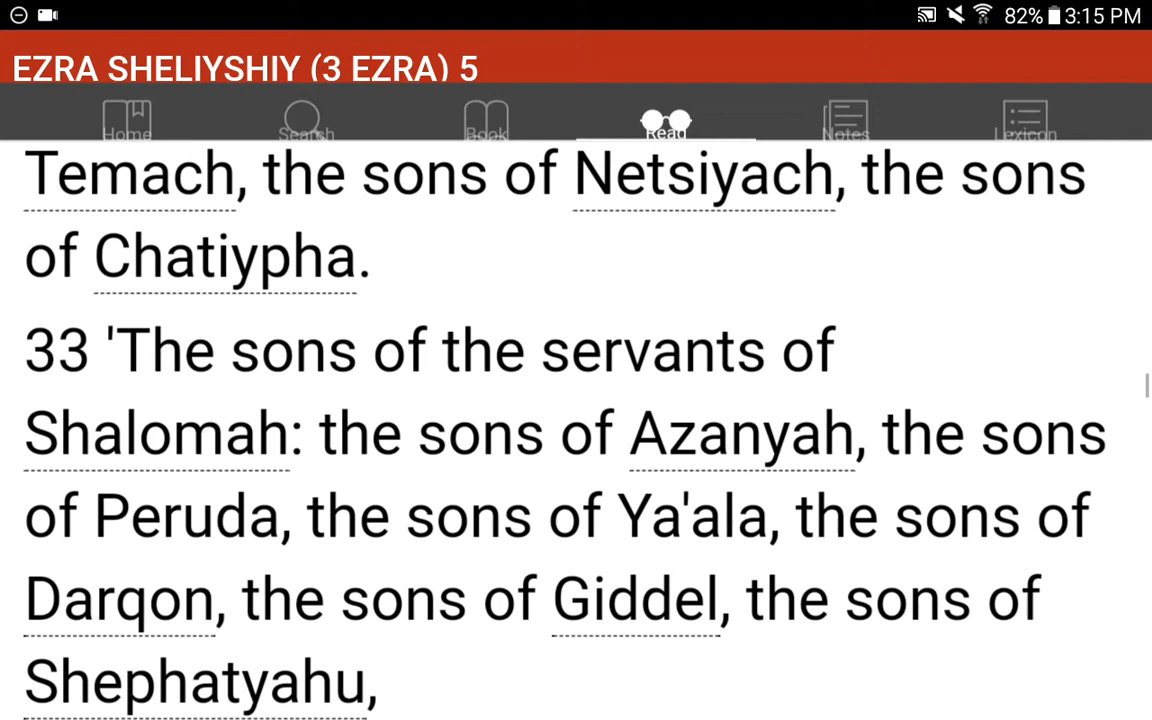 82% 3:15 PM
EZRA SHELIYSHIY (3 EZRA) 5
Home Search Book Read Notes Lexicon
Temach, the sons of Netsiyach, the sons
of Chatiypha.
33 'The sons of the servants of
Shalomah: the sons of Azanyah, the sons
of Peruda, the sons of Ya'ala, the sons of
Darqon, the sons of Giddel, the sons of
Shephatyahu,